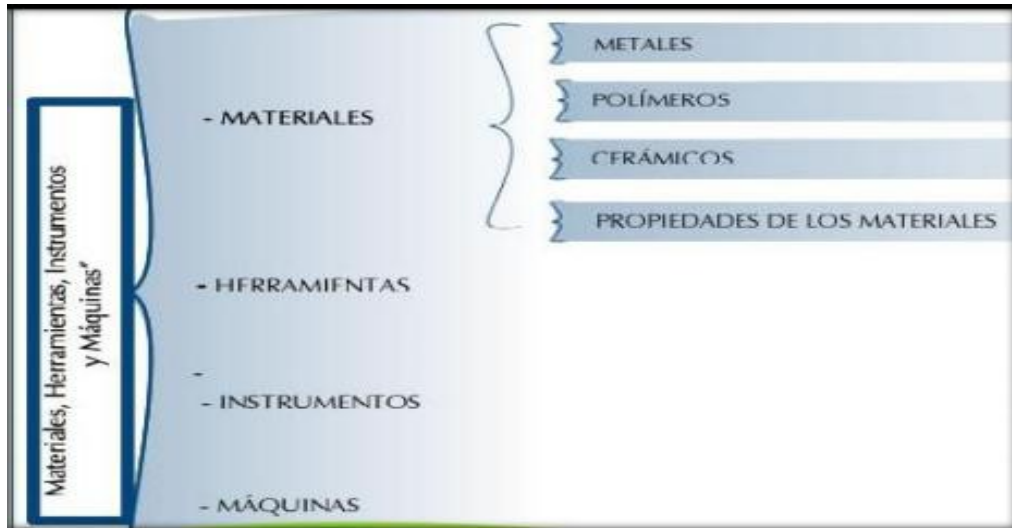 Materiales, Herramientas, Instrumentos
y Máquinas"
- MATERIALES
METALES
POLÍMEROS
CERÁMICOS
PROPIEDADES DE LOS MATERIALES
- HERRAMIENTAS
-
- INSTRUMENTOS
- MÁQUINAS